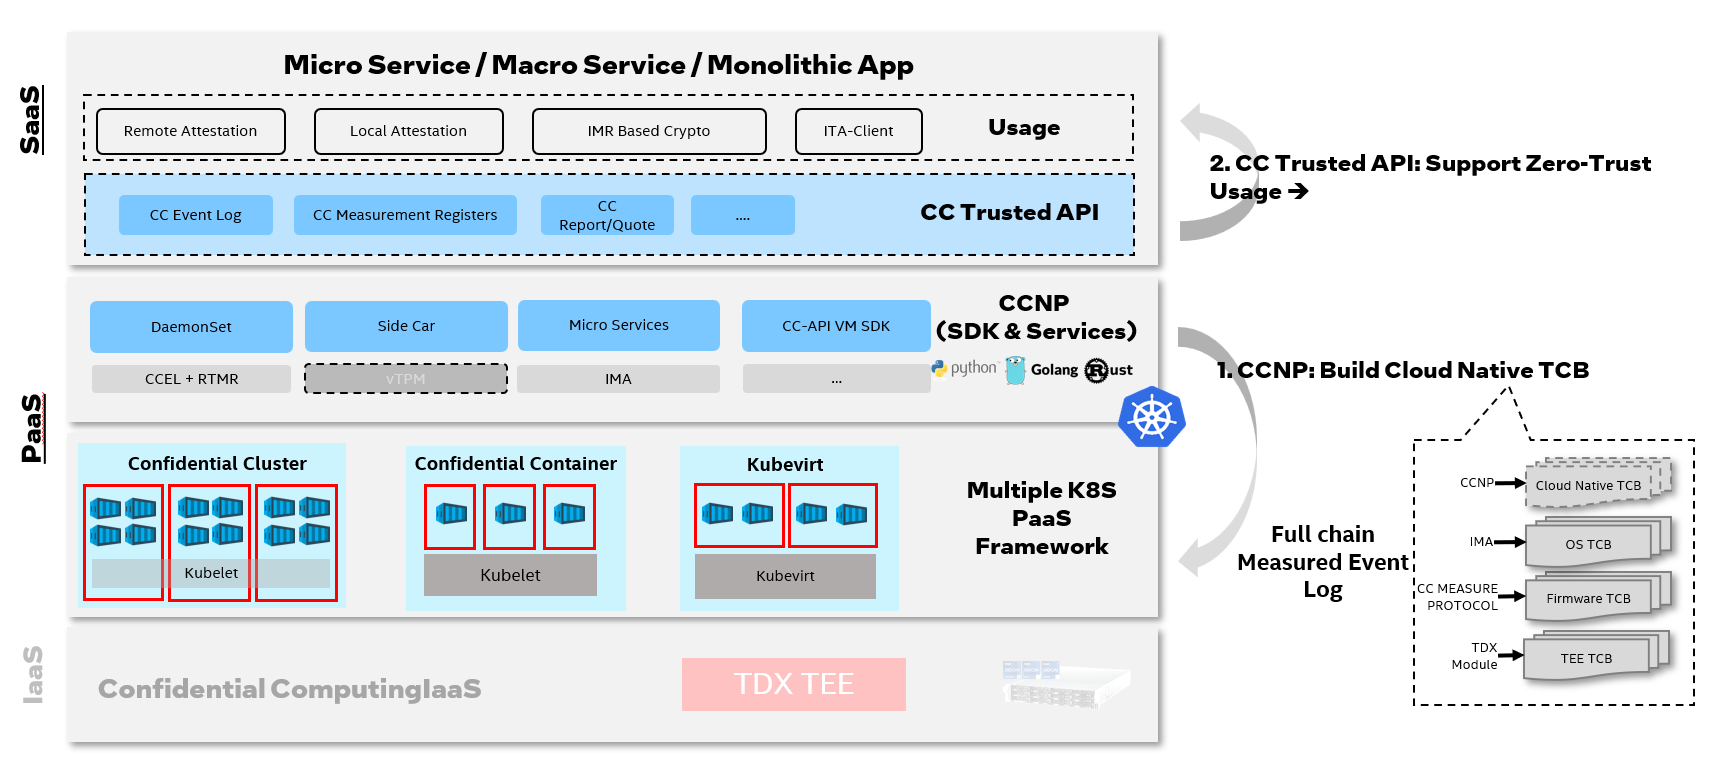 SaaS
Micro Service / Macro Service / Monolithic App
Remote Attestation
Local Attestation
IMR Based Crypto
ITA-Client
Usage
CC Event Log
CC Measurement Registers
CC
Report/Quote
....
CC Trusted API
2. CC Trusted API: Support Zero-Trust
Usage →
PaaS
DaemonSet
Side Car
Micro Services
CC-API VM SDK
CCNP
(SDK & Services)
CCEL + RTMR
vTPM
IMA
...
python
Golang
Rust
1. CCNP: Build Cloud Native TCB
Confidential Cluster
Kubelet
Confidential Container
Kubelet
Kubevirt
Kubevirt
Multiple K8S
PaaS
Framework
Full chain
Measured Event
Log
CCNP
Cloud Native TCB
IMA
OS TCB
CC MEASURE
PROTOCOL
Firmware TCB
TDX
Module
TEE TCB
IaaS
Confidential ComputingIaaS
TDX TEE